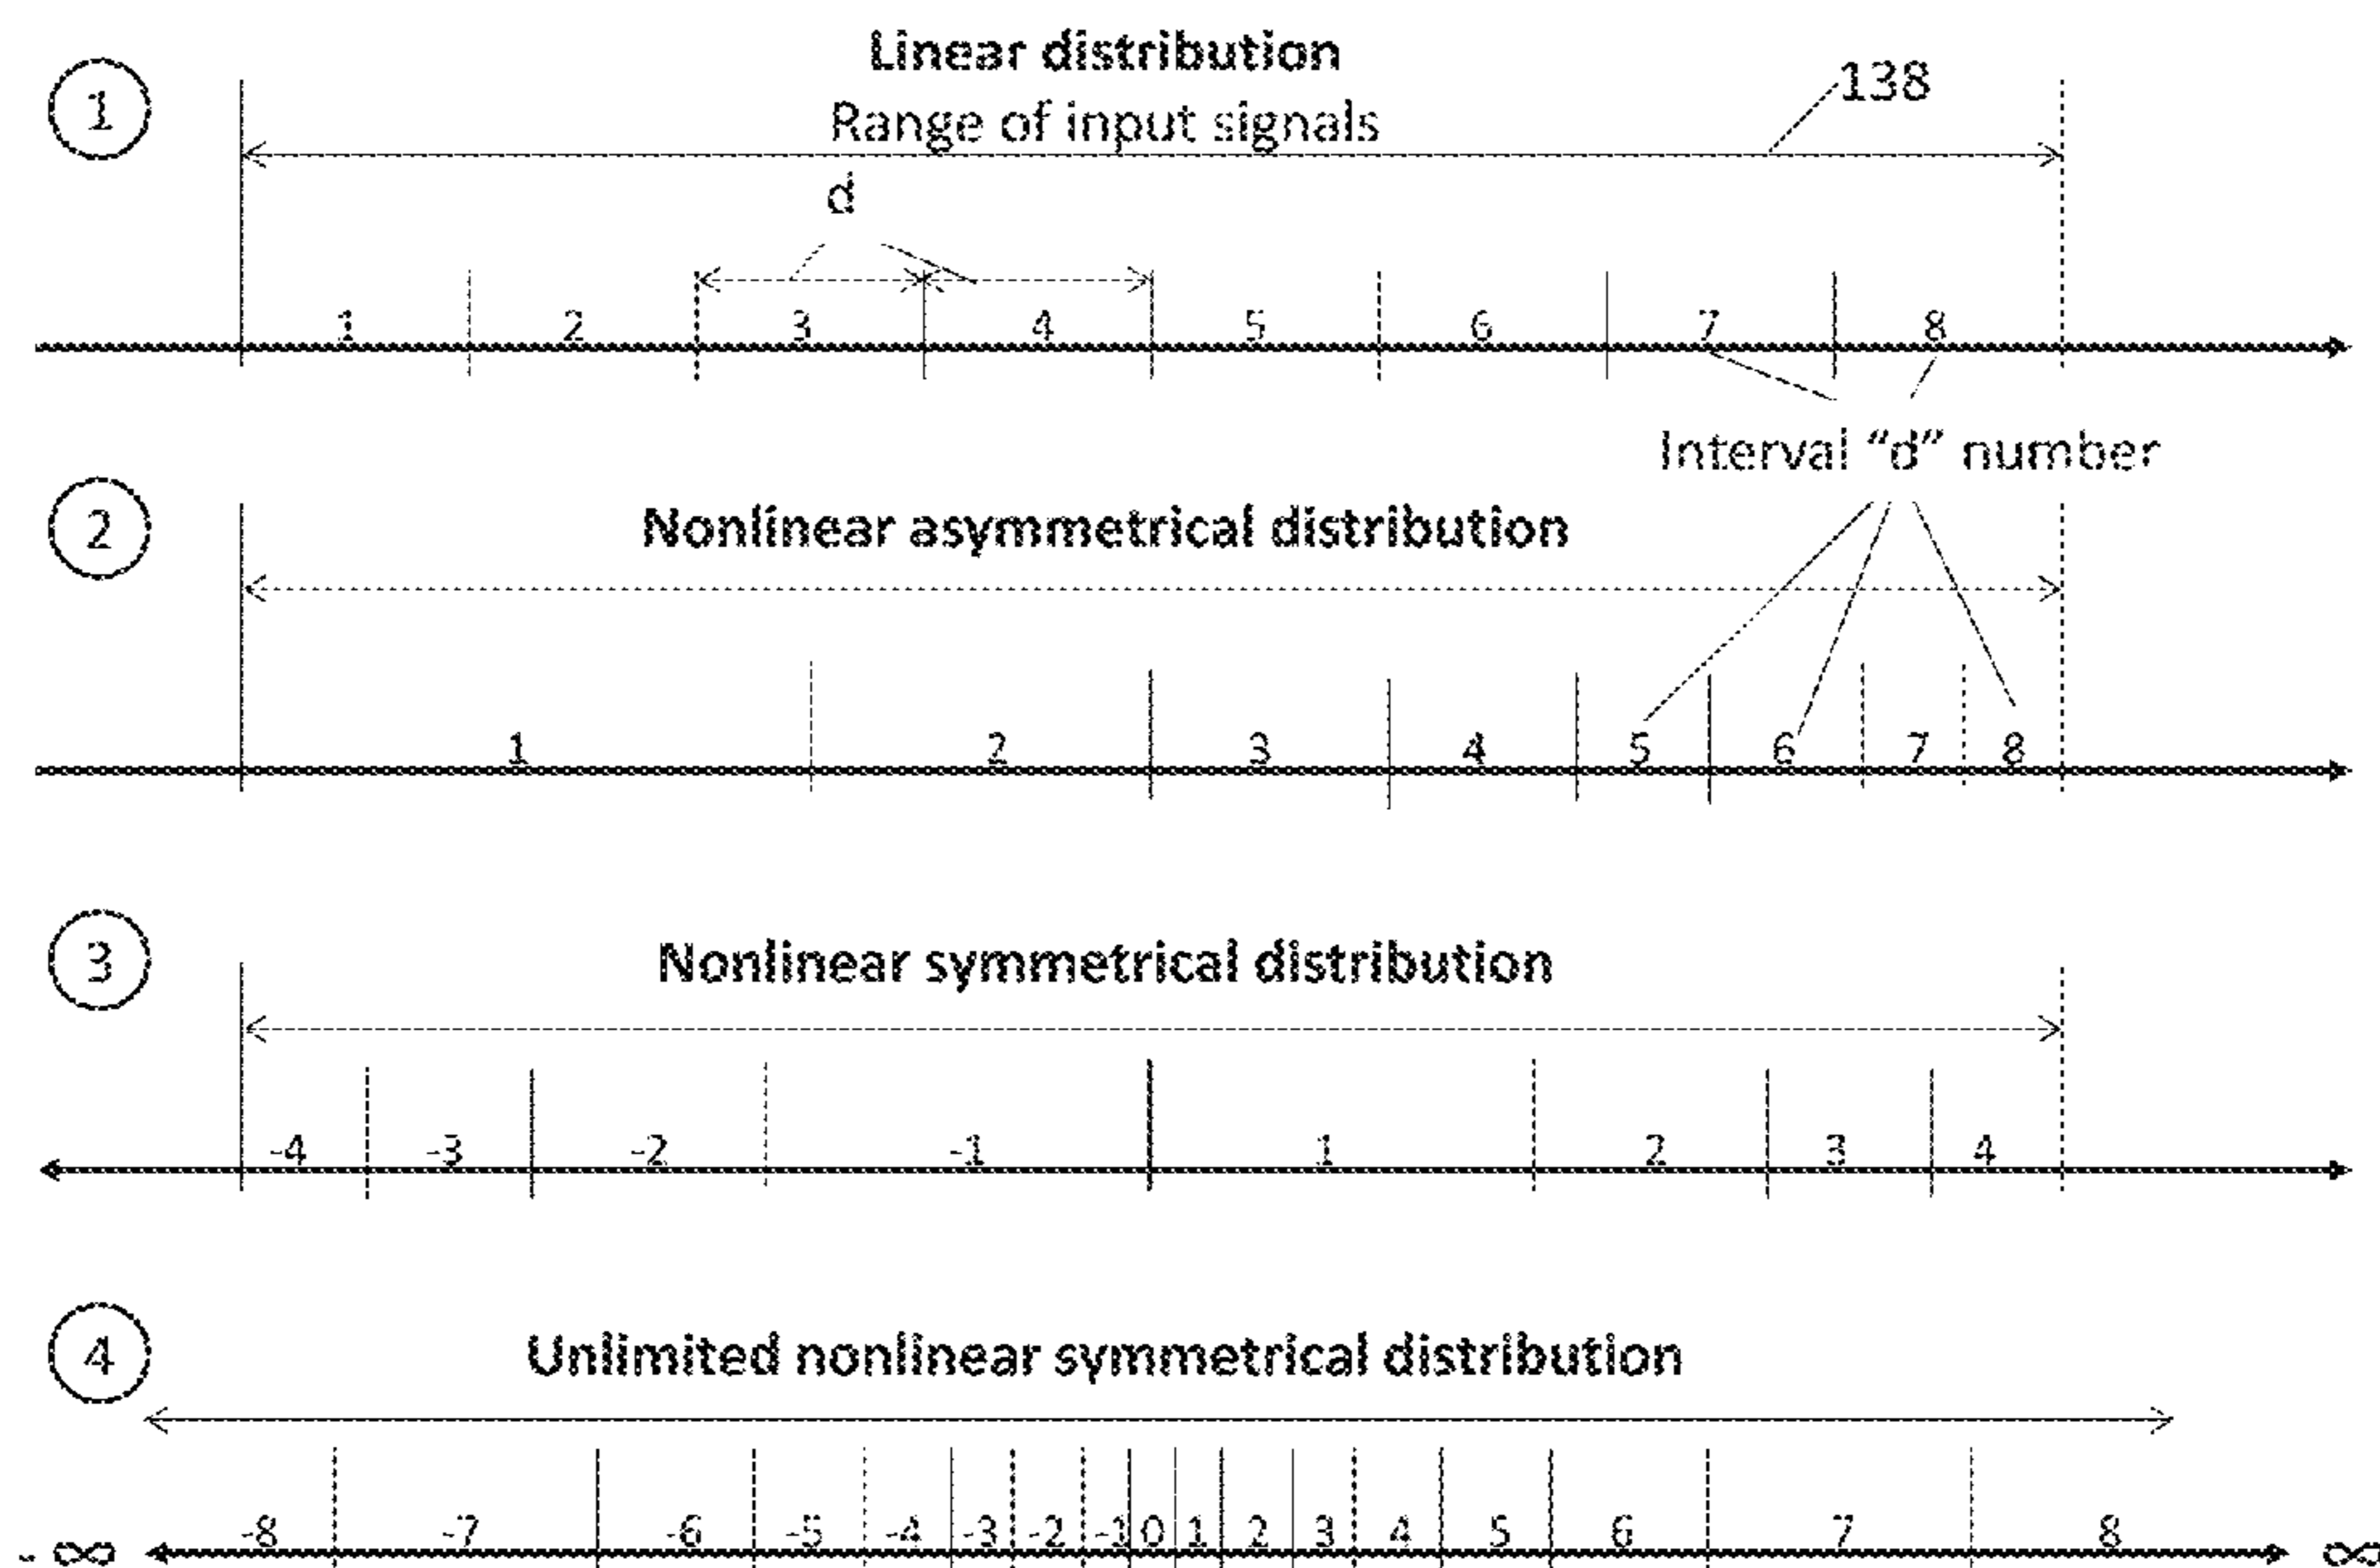 Linear distribution
1
138
Range of input signals
d
1 2 3 4 5 6 7 8
Interval “d” number
2
Nonlinear asymmetrical distribution
1 2 3 4 5 6 7 8
3
Nonlinear symmetrical distribution
-4 -3 -2 -1 1 2 3 4
4
Unlimited nonlinear symmetrical distribution
-8 -7 -6 -5 -4 -3 -2 -1 0 1 2 3 4 5 6 7 8
- ∞ ∞